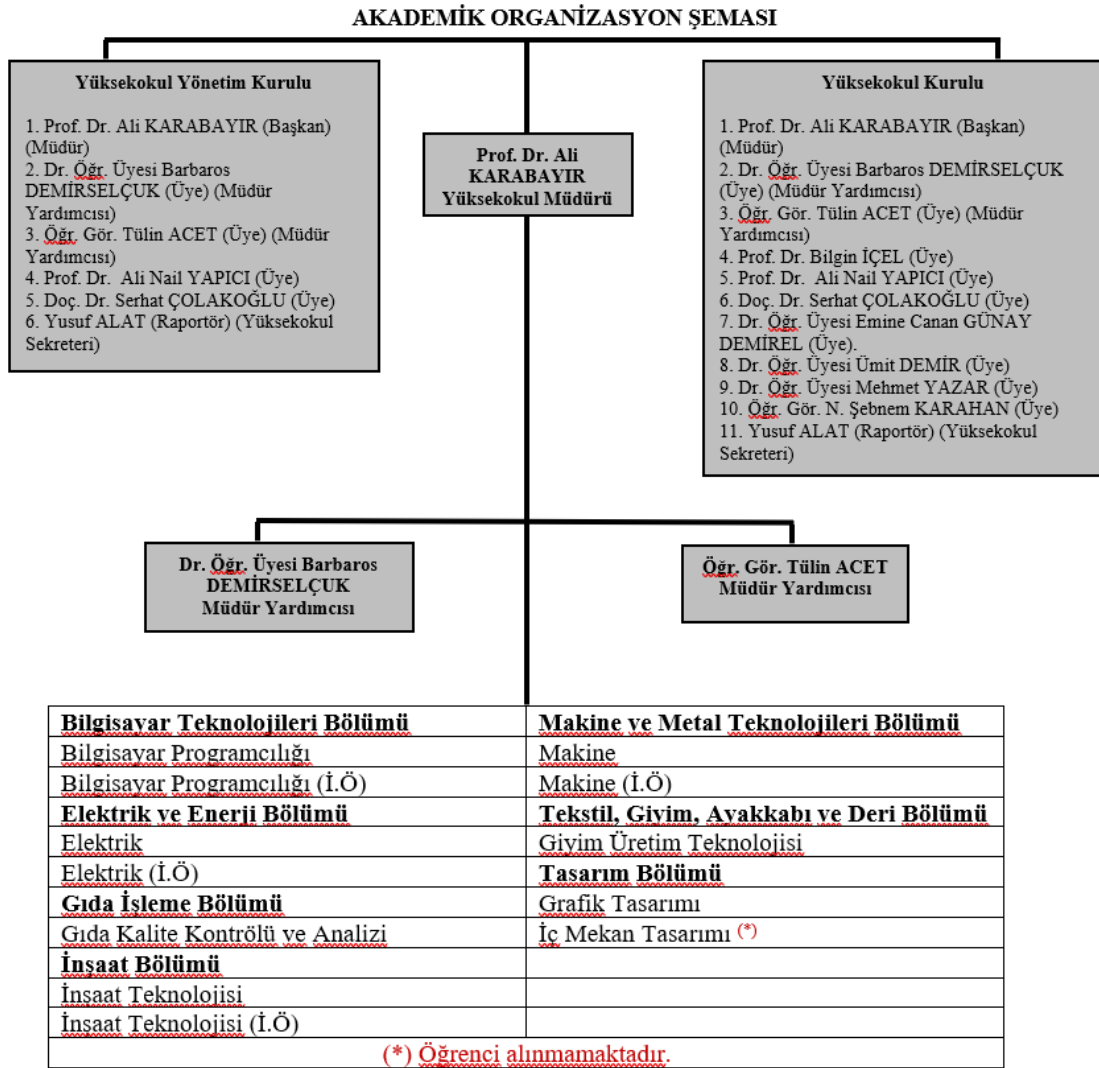 AKADEMİK ORGANİZASYON ŞEMASI
Yüksekokul Yönetim Kurulu
1. Prof. Dr. Ali KARABAYIR (Başkan)
(Müdür)
2. Dr. Öğr. Üyesi Barbaros
DEMİRSELÇUK (Üye) (Müdür
Yardımcısı)
3. Öğr. Gör. Tülin ACET (Üye) (Müdür
Yardımcısı)
4. Prof. Dr. Ali Nail YAPICI (Üye)
5. Doç. Dr. Serhat ÇOLAKOĞLU (Üye)
6. Yusuf ALAT (Raportör) (Yüksekokul
Sekreteri)
Prof. Dr. Ali
KARABAYIR
Yüksekokul Müdürü
Yüksekokul Kurulu
1. Prof. Dr. Ali KARABAYIR (Başkan)
(Müdür)
2. Dr. Öğr. Üyesi Barbaros DEMİRSELÇUK
(Üye) (Müdür Yardımcısı)
3. Öğr. Gör. Tülin ACET (Üye) (Müdür
Yardımcısı)
4. Prof. Dr. Bilgin İÇEL (Üye)
5. Prof. Dr. Ali Nail YAPICI (Üye)
6. Doç. Dr. Serhat ÇOLAKOĞLU (Üye)
7. Dr. Öğr. Üyesi Emine Canan GÜNAY
DEMİREL (Üye).
8. Dr. Öğr. Üyesi Ümit DEMİR (Üye)
9. Dr. Öğr. Üyesi Mehmet YAZAR (Üye)
10. Öğr. Gör. N. Şebnem KARAHAN (Üye)
11. Yusuf ALAT (Raportör) (Yüksekokul
Sekreteri)
Dr. Öğr. Üyesi Barbaros
DEMİRSELÇUK
Müdür Yardımcısı
Öğr. Gör. Tülin ACET
Müdür Yardımcısı
Bilgisayar Teknolojileri Bölümü Makine ve Metal Teknolojileri Bölümü
Bilgisayar Programcılığı Makine
Bilgisayar Programcılığı (İ.Ö) Makine (İ.Ö)
Elektrik ve Enerji Bölümü Tekstil, Giyim, Ayakkabı ve Deri Bölümü
Elektrik Giyim Üretim Teknolojisi
Elektrik (İ.Ö) Tasarım Bölümü
Gıda İşleme Bölümü Grafik Tasarımı
Gıda Kalite Kontrölü ve Analizi İç Mekan Tasarımı (*)
İnşaat Bölümü
İnşaat Teknolojisi
İnşaat Teknolojisi (İ.Ö)
(*) Öğrenci alınmamaktadır.